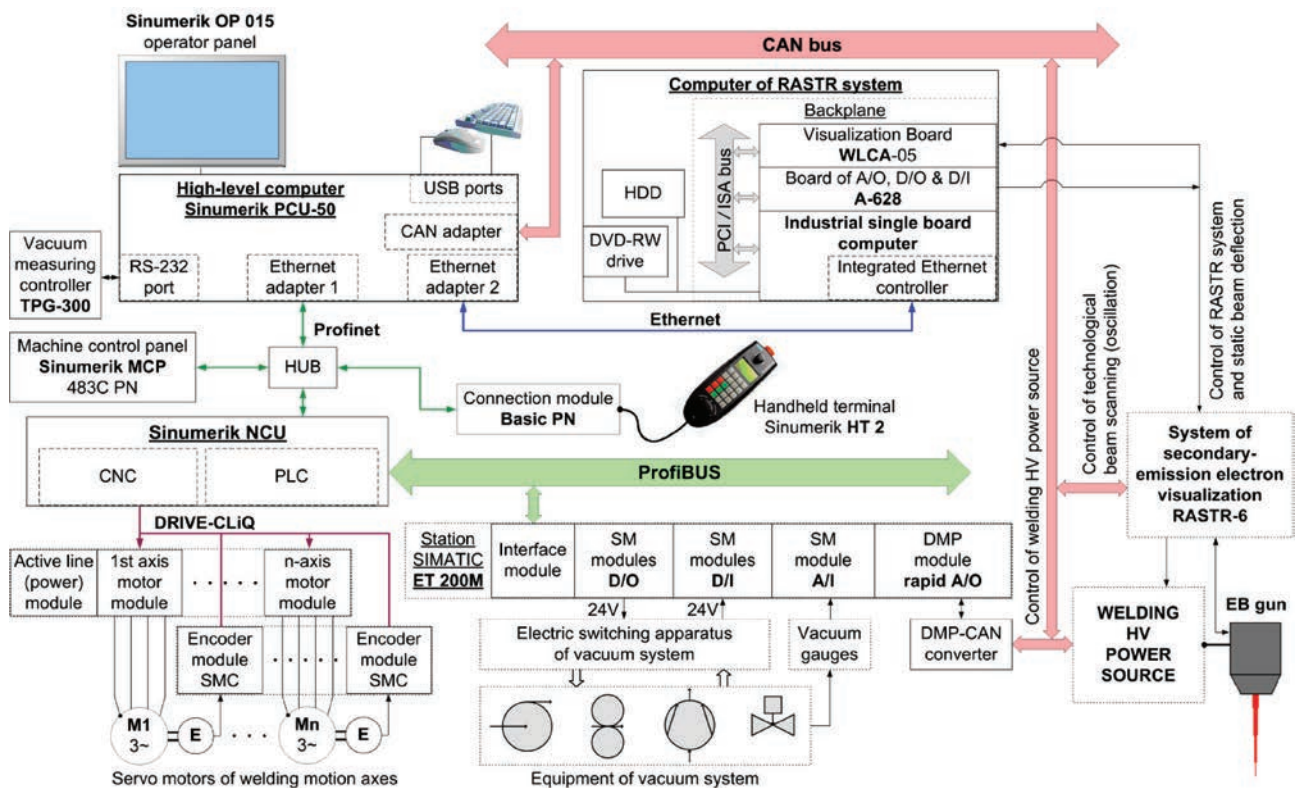 Sinumerik OP 015
operator panel
CAN bus
Computer of RASTR system
Backplane
Visualization Board
WLCA-05
Board of A/O, D/O & D/I
A-628
Industrial single board
computer
Integrated Ethernet
controller
PCI / ISA bus
HDD
DVD-RW
drive
USB ports
High-level computer
Sinumerik PCU-50
CAN adapter
RS-232
port
Ethernet
adapter 1
Ethernet
adapter 2
Vacuum
measuring
controller
TPG-300
Profinet
Ethernet
Machine control panel
Sinumerik MCP
483C PN
HUB
Connection module
Basic PN
Handheld terminal
Sinumerik HT 2
Sinumerik NCU
CNC
PLC
ProfiBUS
DRIVE-CLiQ
Active line
(power)
module
1st axis
motor
module
. . . . .
n-axis
motor
module
Encoder
module
SMC
. . . . .
Encoder
module
SMC
M1
3~
E
. . . .
Mn
3~
E
Servo motors of welding motion axes
Station
SIMATIC
ET 200M
Interface
module
SM
modules
D/O
SM
modules
D/I
SM
module
A/I
DMP
module
rapid A/O
24V
24V
Electric switching apparatus
of vacuum system
Vacuum
gauges
DMP-CAN
converter
Equipment of vacuum system
Control of welding HV power source
Control of technological
beam scanning (oscillation)
Control of RASTR system
and static beam deflection
System of
secondary-
emission electron
visualization
RASTR-6
WELDING
HV
POWER
SOURCE
EB gun